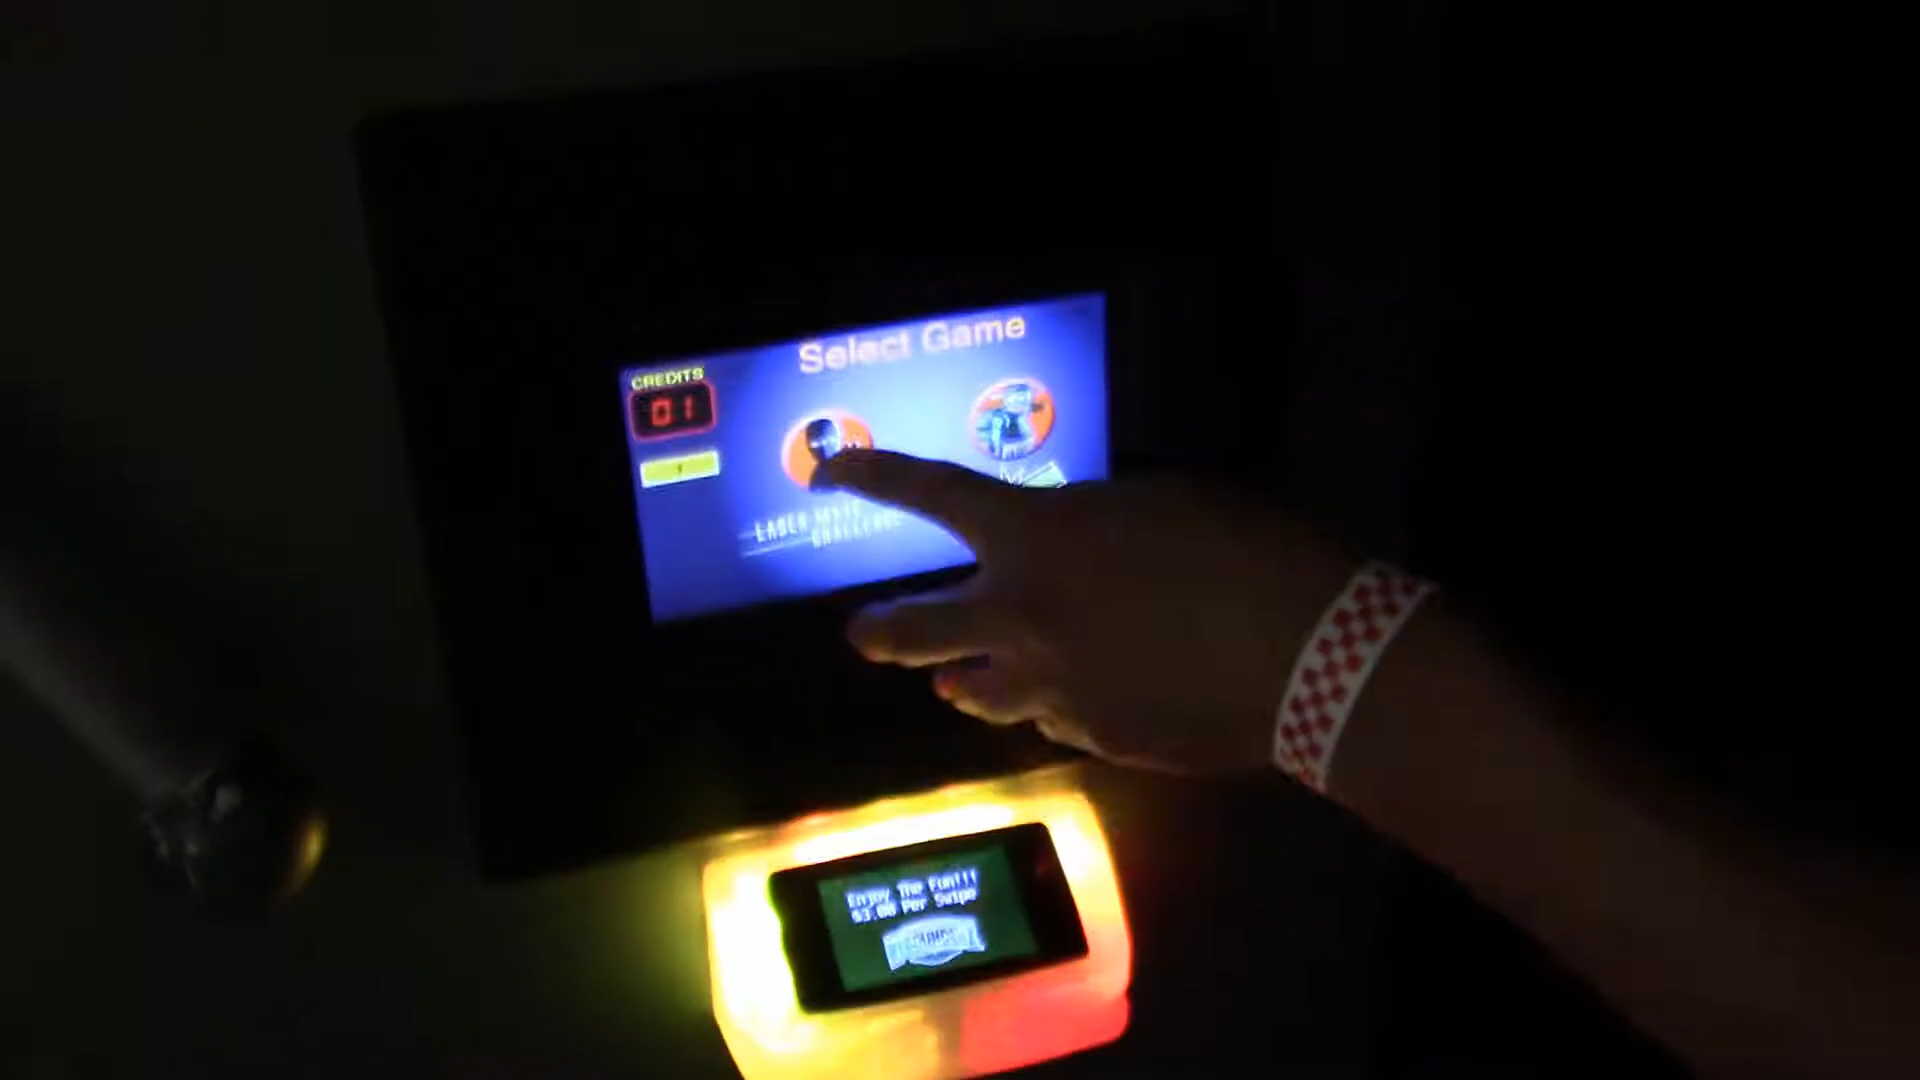 Select Game
CREDITS
01
LASER MAZE
CHALLENGE
Enjoy The Fun!!!
$3.00 Per Swipe